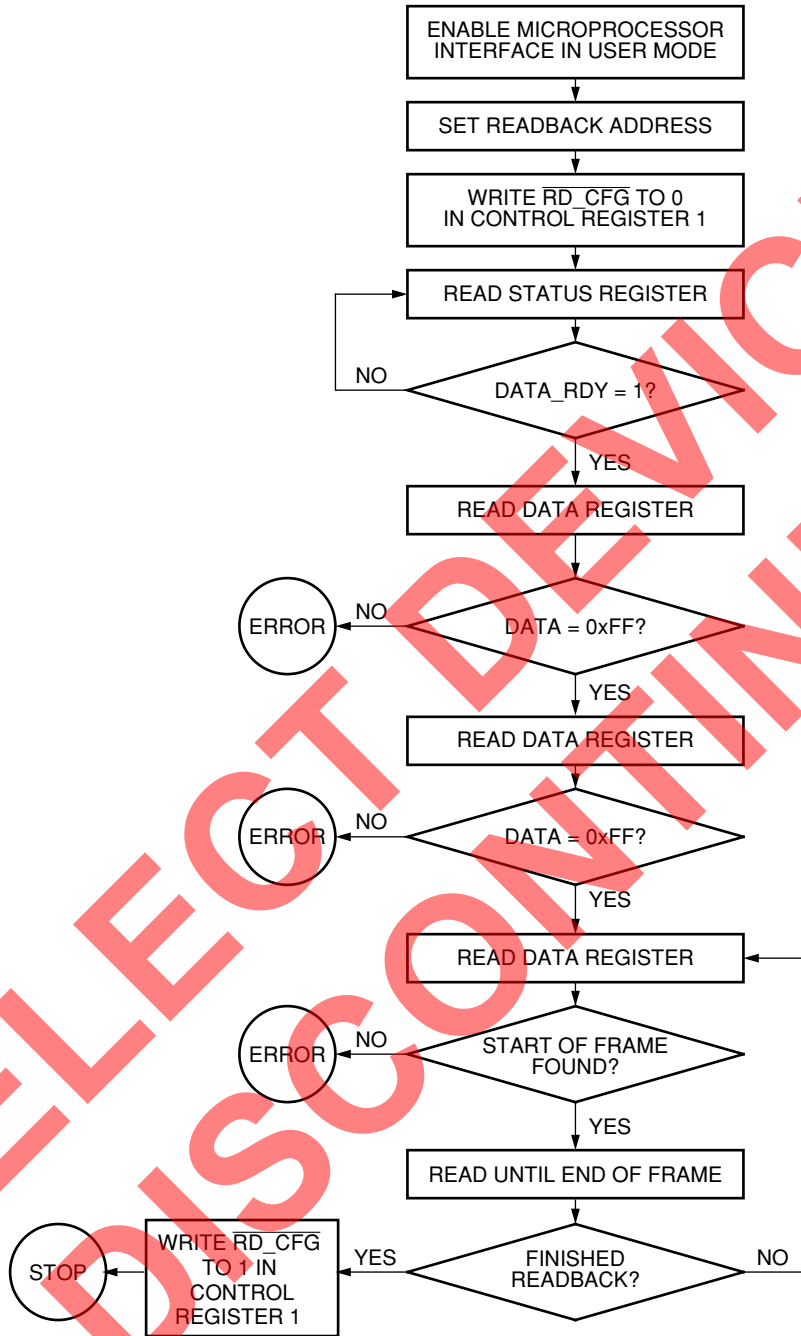 ENABLE MICROPROCESSOR
INTERFACE IN USER MODE
SET READBACK ADDRESS
WRITE RD_CFG TO 0
IN CONTROL REGISTER 1
READ STATUS REGISTER
NO
DATA_RDY = 1?
YES
READ DATA REGISTER
ERROR
NO
DATA = 0xFF?
YES
READ DATA REGISTER
ERROR
NO
DATA = 0xFF?
YES
READ DATA REGISTER
ERROR
NO
START OF FRAME
FOUND?
YES
READ UNTIL END OF FRAME
STOP
WRITE RD_CFG
TO 1 IN
CONTROL
REGISTER 1
YES
FINISHED
READBACK?
NO